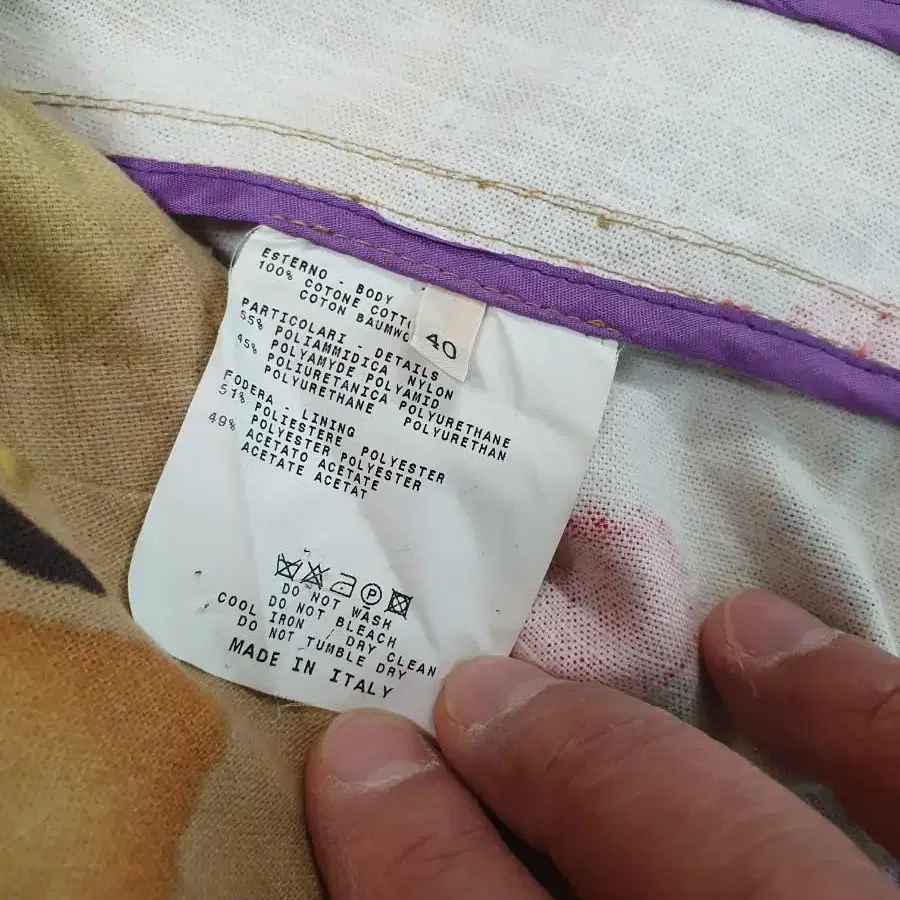 ESTERNO - BODY
100% COTONE COTT
COTON BAUMWO
40
PARTICOLARI - DETAILS
55% POLIAMMIDICA NYLON
POLYAMYDE POLYAMID
45% POLIURETANICA POLYURETHANE
POLYURETHANE POLYURETHAN
FODERA - LINING
51% POLIESTERE POLYESTER
POLYESTER POLYESTER
49% ACETATO ACETATE
ACETATE ACETAT
P
DO NOT WASH
DO NOT BLEACH
COOL IRON DRY CLEAN
DO NOT TUMBLE DRY
MADE IN ITALY